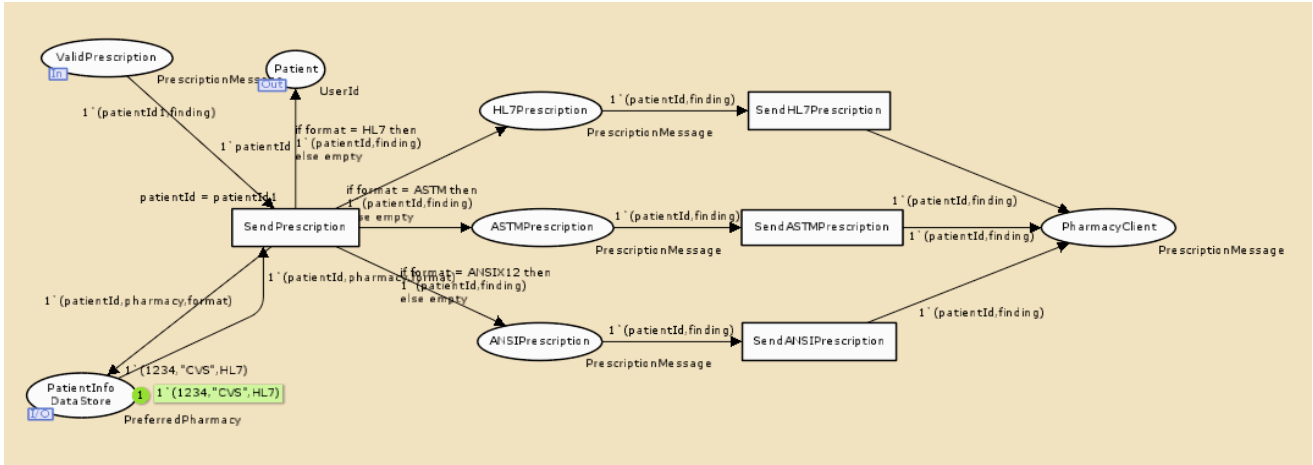 ValidPrescription
In
PrescriptionMessage
Patient
Out
UserId
1`(patientId1,finding)
1`patientId
if format = HL7 then
1`(patientId,finding)
else empty
HL7Prescription
PrescriptionMessage
1`(patientId,finding)
SendHL7Prescription
patientId = patientId1
SendPrescription
if format = ASTM then
1`(patientId,finding)
else empty
ASTMPrescription
PrescriptionMessage
1`(patientId,finding)
SendASTMPrescription
1`(patientId,finding)
1`(patientId,finding)
PharmacyClient
PrescriptionMessage
1`(patientId,pharmacy,format)
1`(patientId,pharmacy,format)
if format = ANSIX12 then
1`(patientId,finding)
else empty
ANSIPrescription
PrescriptionMessage
1`(patientId,finding)
SendANSIPrescription
1`(patientId,finding)
1`(1234,"CVS",HL7)
PatientInfo
DataStore
I/O
1
1`(1234,"CVS",HL7)
PreferredPharmacy